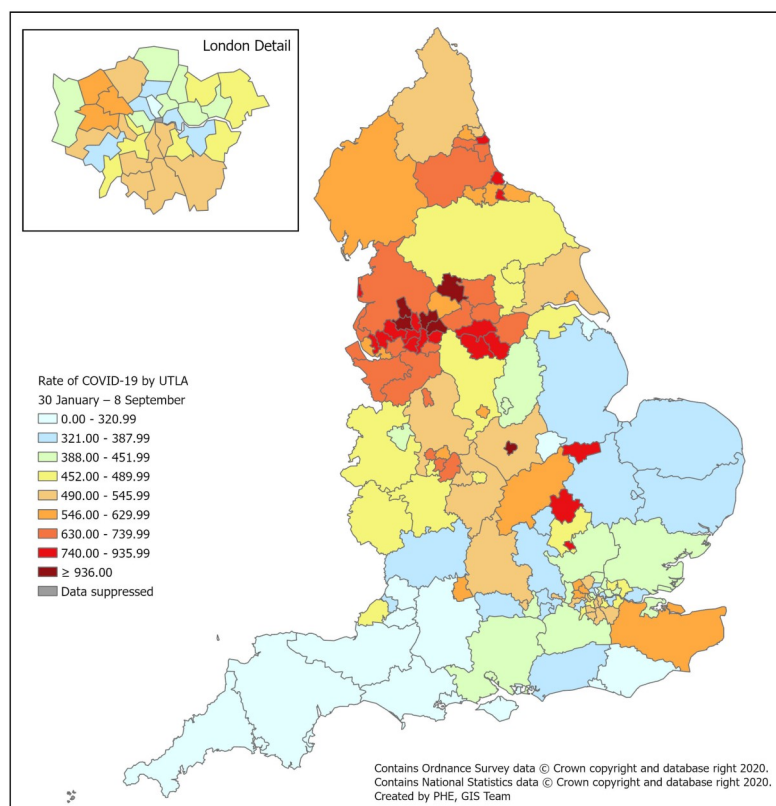 London Detail
Rate of COVID-19 by UTLA
30 January – 8 September
0.00 - 320.99
321.00 - 387.99
388.00 - 451.99
452.00 - 489.99
490.00 - 545.99
546.00 - 629.99
630.00 - 739.99
740.00 - 935.99
≥ 936.00
Data suppressed
Contains Ordnance Survey data © Crown copyright and database right 2020.
Contains National Statistics data © Crown copyright and database right 2020.
Created by PHE, GIS Team